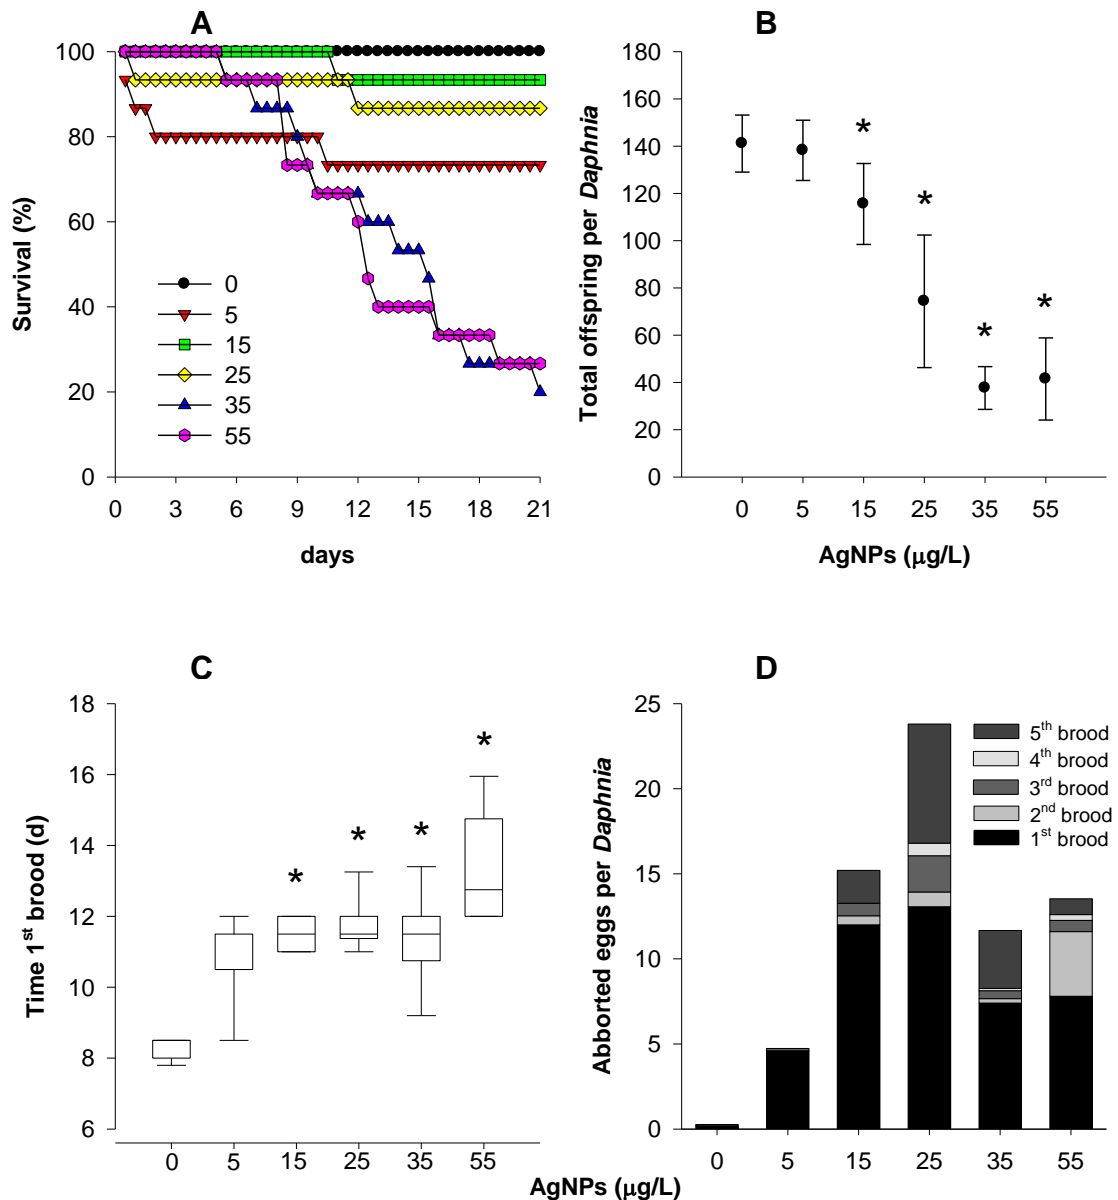 A
100
80
60
40
20
0
Survival (%)
0
5
15
25
35
55
0 3 6 9 12 15 18 21
days
B
180
160
140
120
100
80
60
40
20
0
Total offspring per Daphnia
* * * *
0 5 15 25 35 55
AgNPs (μg/L)
C
18
16
14
12
10
8
6
Time 1st brood (d)
* * * *
0 5 15 25 35 55
D
25
20
15
10
5
0
Abborted eggs per Daphnia
5th brood
4th brood
3rd brood
2nd brood
1st brood
0 5 15 25 35 55
AgNPs (μg/L)